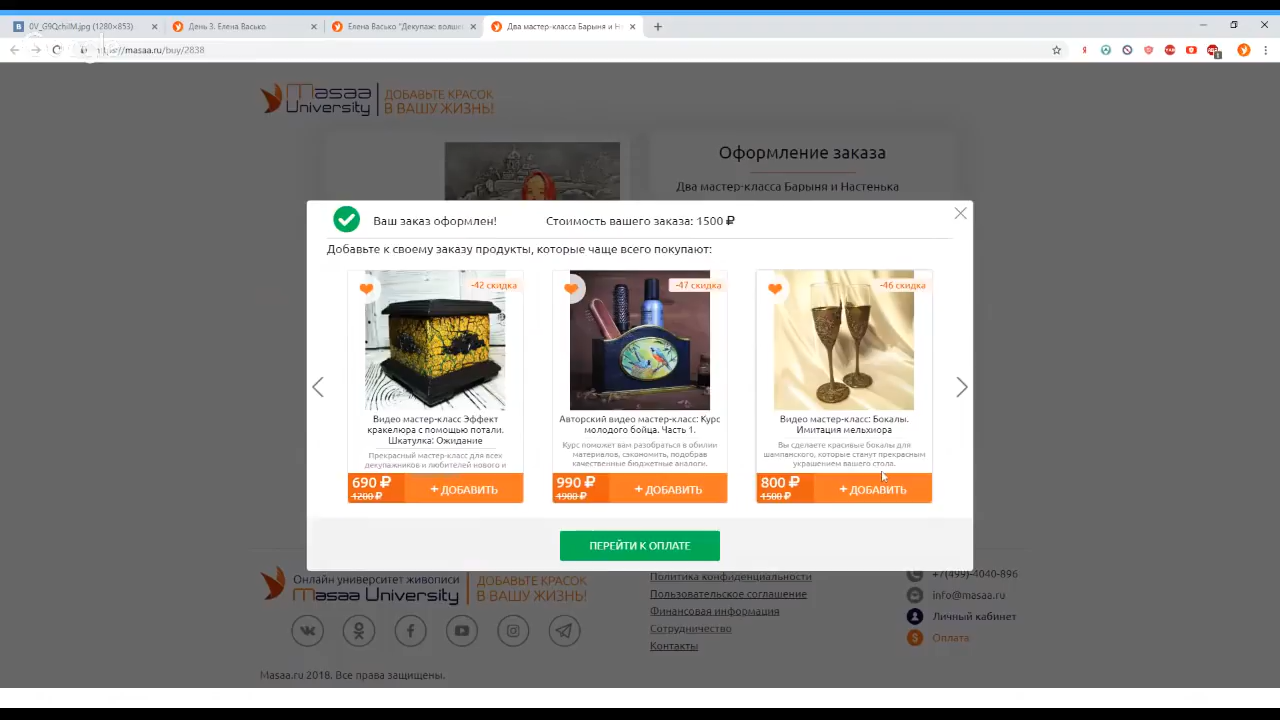 0V_G9QchiIM.jpg (1280×853)
День 3. Елена Васько
Елена Васько "Декупаж: волше
Два мастер-класса Барыня и Н
masaa.ru/buy/2838
Masaa University
ДОБАВЬТЕ КРАСОК
В ВАШУ ЖИЗНЬ!
Оформление заказа
Два мастер-класса Барыня и Настенька
Ваш заказ оформлен!
Стоимость вашего заказа: 1500 ₽
Добавьте к своему заказу продукты, которые чаще всего покупают:
-42 скидка
Видео мастер-класс Эффект
кракелюра с помощью потали.
Шкатулка: Ожидание
Прекрасный мастер-класс для всех
декупажников и любителей нового и
690 ₽
1200 ₽
+ ДОБАВИТЬ
-47 скидка
Авторский видео мастер-класс: Курс
молодого бойца. Часть 1.
Курс поможет вам разобраться в обилии
материалов, сэкономить, подобрав
качественные бюджетные аналоги.
990 ₽
1900 ₽
+ ДОБАВИТЬ
-46 скидка
Видео мастер-класс: Бокалы.
Имитация мельхиора
Вы сделаете красивые бокалы для
шампанского, которые станут прекрасным
украшением вашего стола.
800 ₽
1500 ₽
+ ДОБАВИТЬ
ПЕРЕЙТИ К ОПЛАТЕ
Онлайн университет живописи
Masaa University
ДОБАВЬТЕ КРАСОК
В ВАШУ ЖИЗНЬ!
Политика конфиденциальности
Пользовательское соглашение
Финансовая информация
Сотрудничество
Контакты
+7(499)-4040-896
info@masaa.ru
Личный кабинет
Оплата
Masaa.ru 2018. Все права защищены.